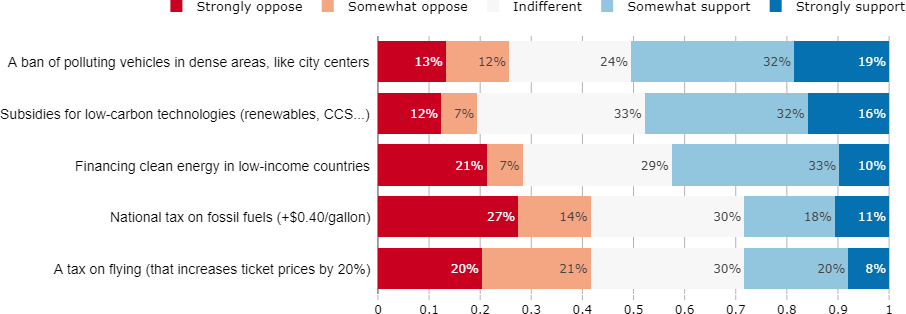 Strongly oppose Somewhat oppose Indifferent Somewhat support Strongly support
A ban of polluting vehicles in dense areas, like city centers 13% 12% 24% 32% 19%
Subsidies for low-carbon technologies (renewables, CCS...) 12% 7% 33% 32% 16%
Financing clean energy in low-income countries 21% 7% 29% 33% 10%
National tax on fossil fuels (+$0.40/gallon) 27% 14% 30% 18% 11%
A tax on flying (that increases ticket prices by 20%) 20% 21% 30% 20% 8%
0 0.1 0.2 0.3 0.4 0.5 0.6 0.7 0.8 0.9 1